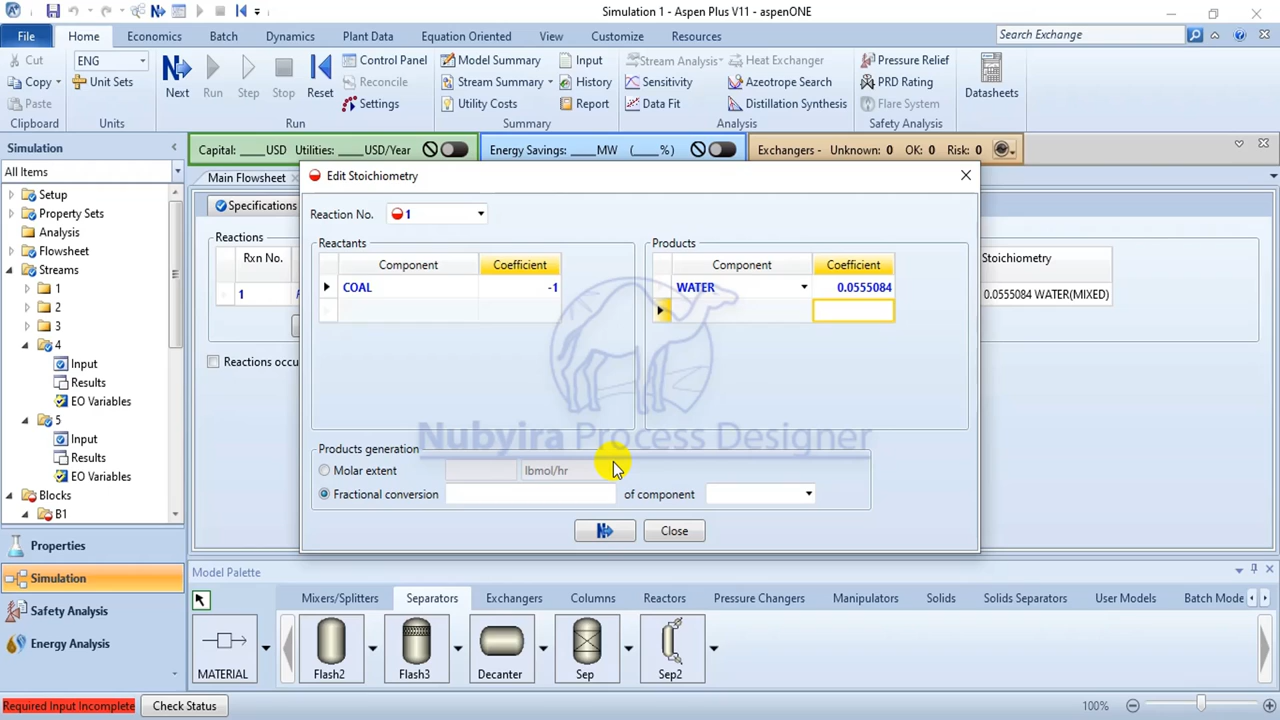 Simulation 1 - Aspen Plus V11 - aspenONE
File Home Economics Batch Dynamics Plant Data Equation Oriented View Customize Resources Search Exchange
Cut ENG Next Run Step Stop Reset Control Panel Model Summary Input Stream Analysis Heat Exchanger Pressure Relief Datasheets
Copy Unit Sets Reconcile Stream Summary History Sensitivity Azeotrope Search PRD Rating
Paste Settings Utility Costs Report Data Fit Distillation Synthesis Flare System
Clipboard Units Run Summary Analysis Safety Analysis
Simulation Capital: ____USD Utilities: ____USD/Year Energy Savings: ____MW (____%) Exchangers - Unknown: 0 OK: 0 Risk: 0
All Items
Main Flowsheet
Setup
Property Sets
Analysis
Flowsheet
Streams
1
2
3
4
Input
Results
EO Variables
5
Input
Results
EO Variables
Blocks
B1
Properties
Simulation
Safety Analysis
Energy Analysis
Specifications
Reactions
Rxn No. Stoichiometry
1 0.0555084 WATER(MIXED)
Reactions occu
Edit Stoichiometry
Reaction No. 1
Reactants Products
Component Coefficient Component Coefficient
COAL -1 WATER 0.0555084
Nubyira Process Designer
Products generation
Molar extent lbmol/hr
Fractional conversion of component
Close
Model Palette
Mixers/Splitters Separators Exchangers Columns Reactors Pressure Changers Manipulators Solids Solids Separators User Models Batch Mode
MATERIAL Flash2 Flash3 Decanter Sep Sep2
Required Input Incomplete Check Status 100%